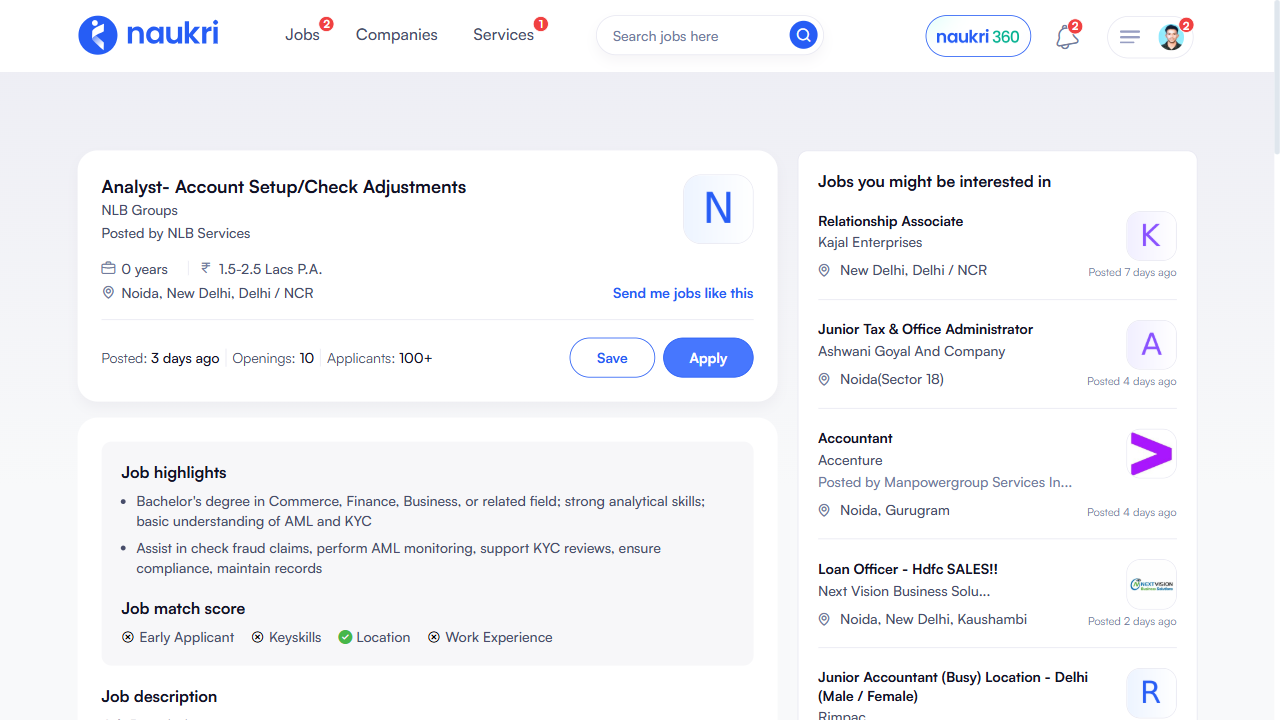 naukri
Jobs 2
Companies
Services 1
Search jobs here
naukri 360
2
2
Analyst- Account Setup/Check Adjustments
NLB Groups
Posted by NLB Services
N
0 years
₹ 1.5-2.5 Lacs P.A.
Noida, New Delhi, Delhi / NCR
Send me jobs like this
Posted: 3 days ago
Openings: 10
Applicants: 100+
Save
Apply
Job highlights
• Bachelor's degree in Commerce, Finance, Business, or related field; strong analytical skills;
basic understanding of AML and KYC
• Assist in check fraud claims, perform AML monitoring, support KYC reviews, ensure
compliance, maintain records
Job match score
Early Applicant
Keyskills
Location
Work Experience
Job description
Jobs you might be interested in
Relationship Associate
Kajal Enterprises
K
New Delhi, Delhi / NCR
Posted 7 days ago
Junior Tax & Office Administrator
Ashwani Goyal And Company
A
Noida(Sector 18)
Posted 4 days ago
Accountant
Accenture
Posted by Manpowergroup Services In...
Noida, Gurugram
Posted 4 days ago
Loan Officer - Hdfc SALES!!
Next Vision Business Solu...
NEXT VISION
Business Solutions
Noida, New Delhi, Kaushambi
Posted 2 days ago
Junior Accountant (Busy) Location - Delhi
(Male / Female)
Rimpac
R